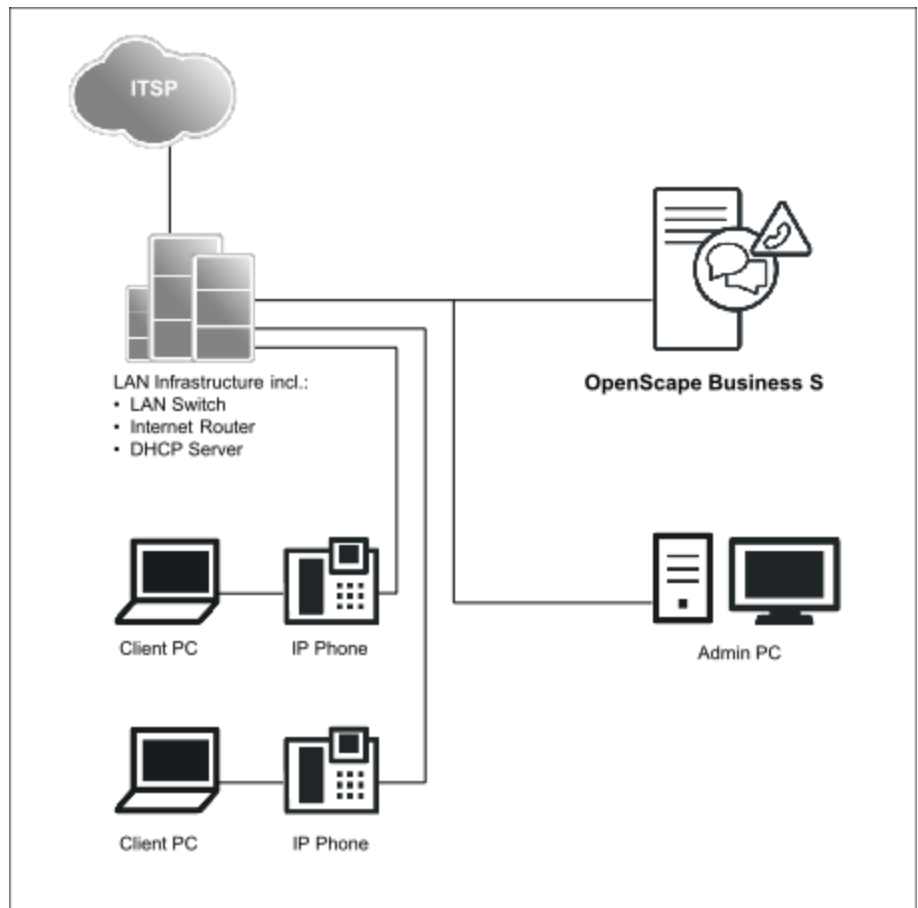 ITSP
LAN Infrastructure incl.:
• LAN Switch
• Internet Router
• DHCP Server
OpenScape Business S
Client PC
IP Phone
Admin PC
Client PC
IP Phone